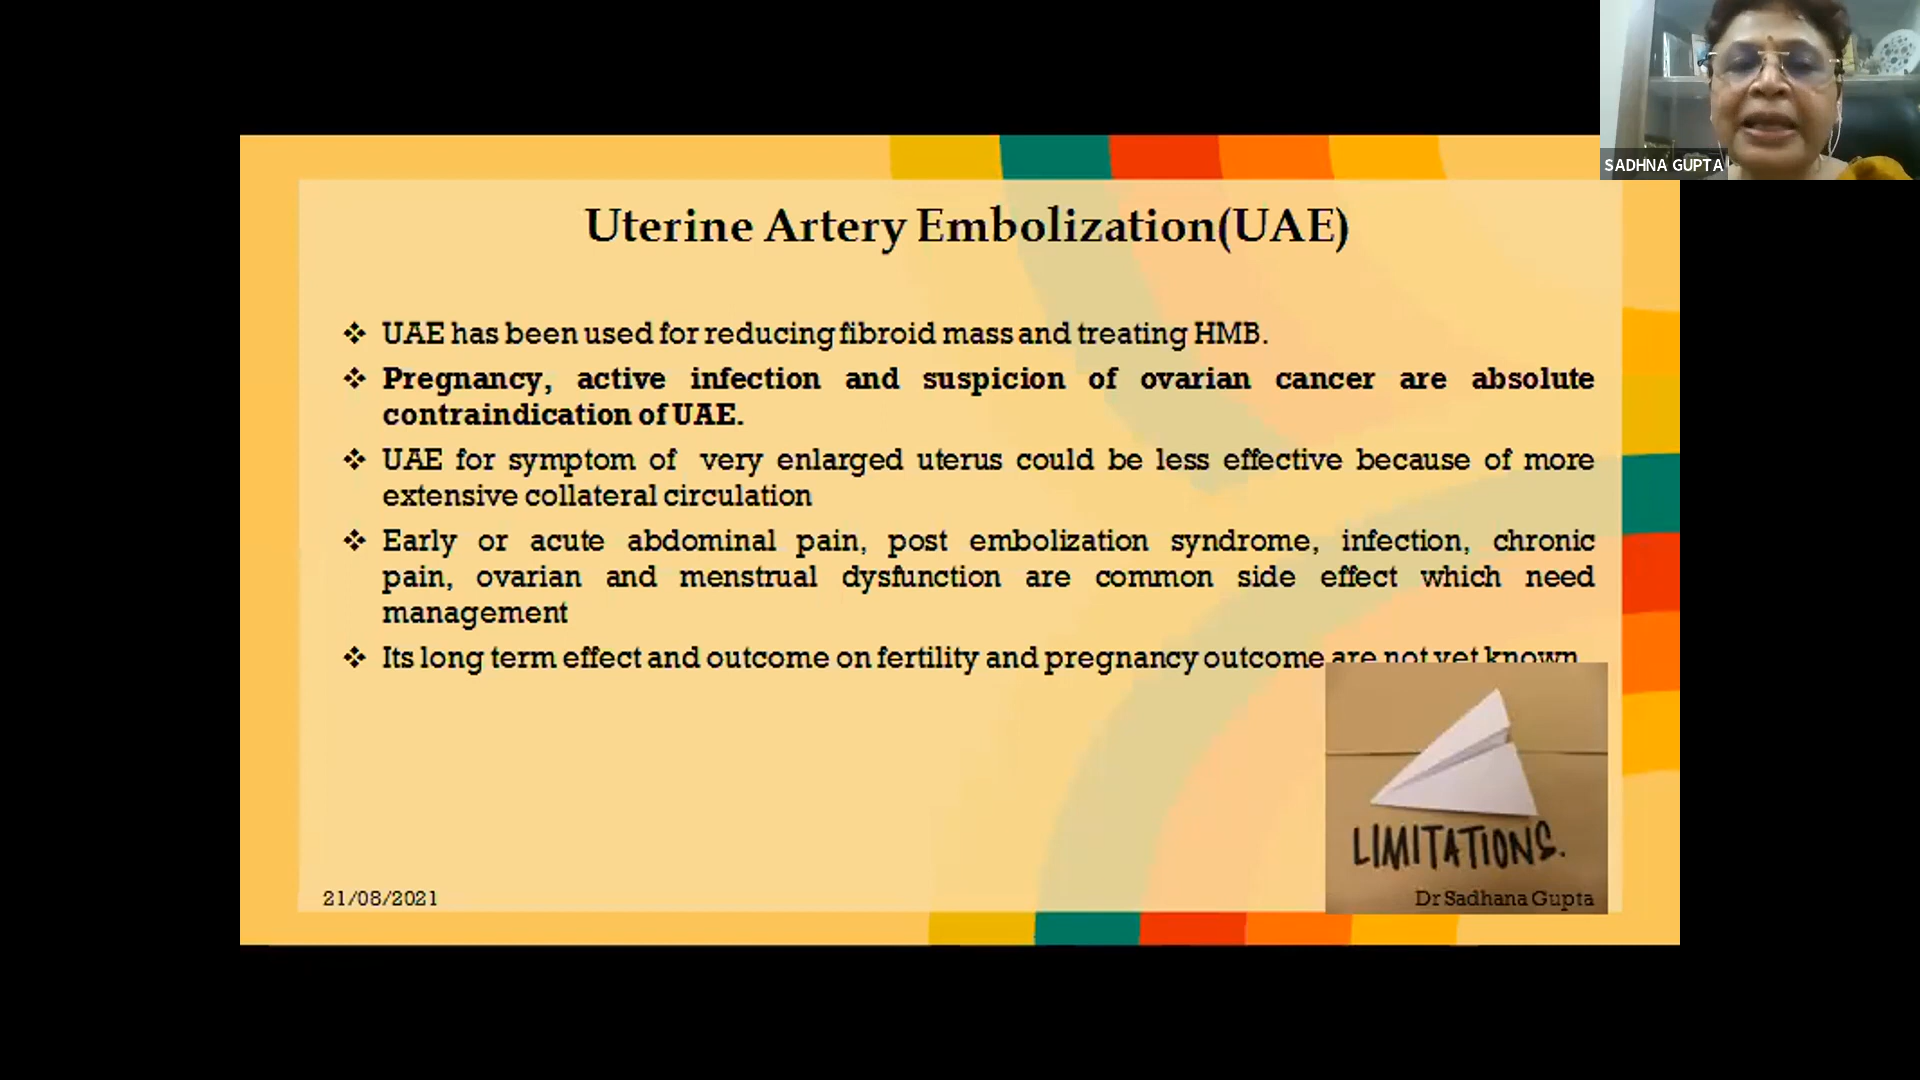 SADHNA GUPTA
Uterine Artery Embolization(UAE)
❖ UAE has been used for reducing fibroid mass and treating HMB.
❖ Pregnancy, active infection and suspicion of ovarian cancer are absolute
contraindication of UAE.
❖ UAE for symptom of very enlarged uterus could be less effective because of more
extensive collateral circulation
❖ Early or acute abdominal pain, post embolization syndrome, infection, chronic
pain, ovarian and menstrual dysfunction are common side effect which need
management
❖ Its long term effect and outcome on fertility and pregnancy outcome are not yet known
LIMITATIONS.
21/08/2021
Dr Sadhana Gupta